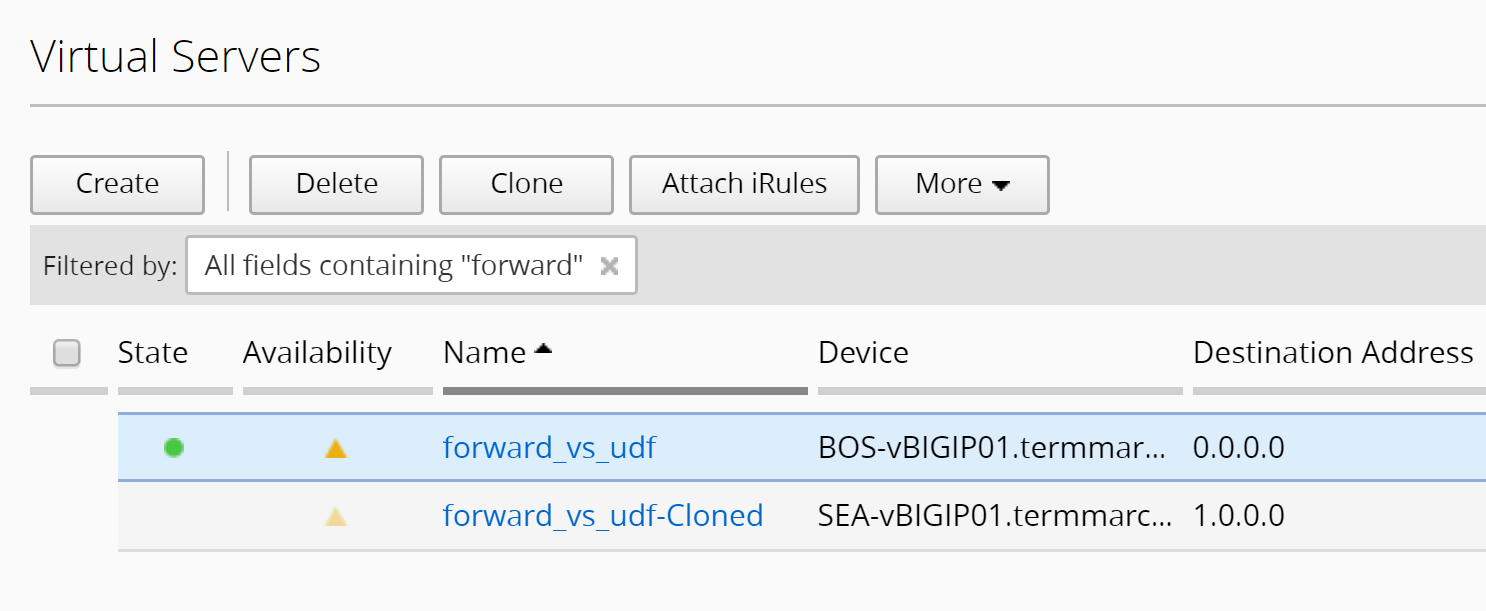 Virtual Servers
Create Delete Clone Attach iRules More
Filtered by: All fields containing "forward"
State Availability Name Device Destination Address
forward_vs_udf BOS-vBIGIP01.termmar... 0.0.0.0
forward_vs_udf-Cloned SEA-vBIGIP01.termmarc... 1.0.0.0